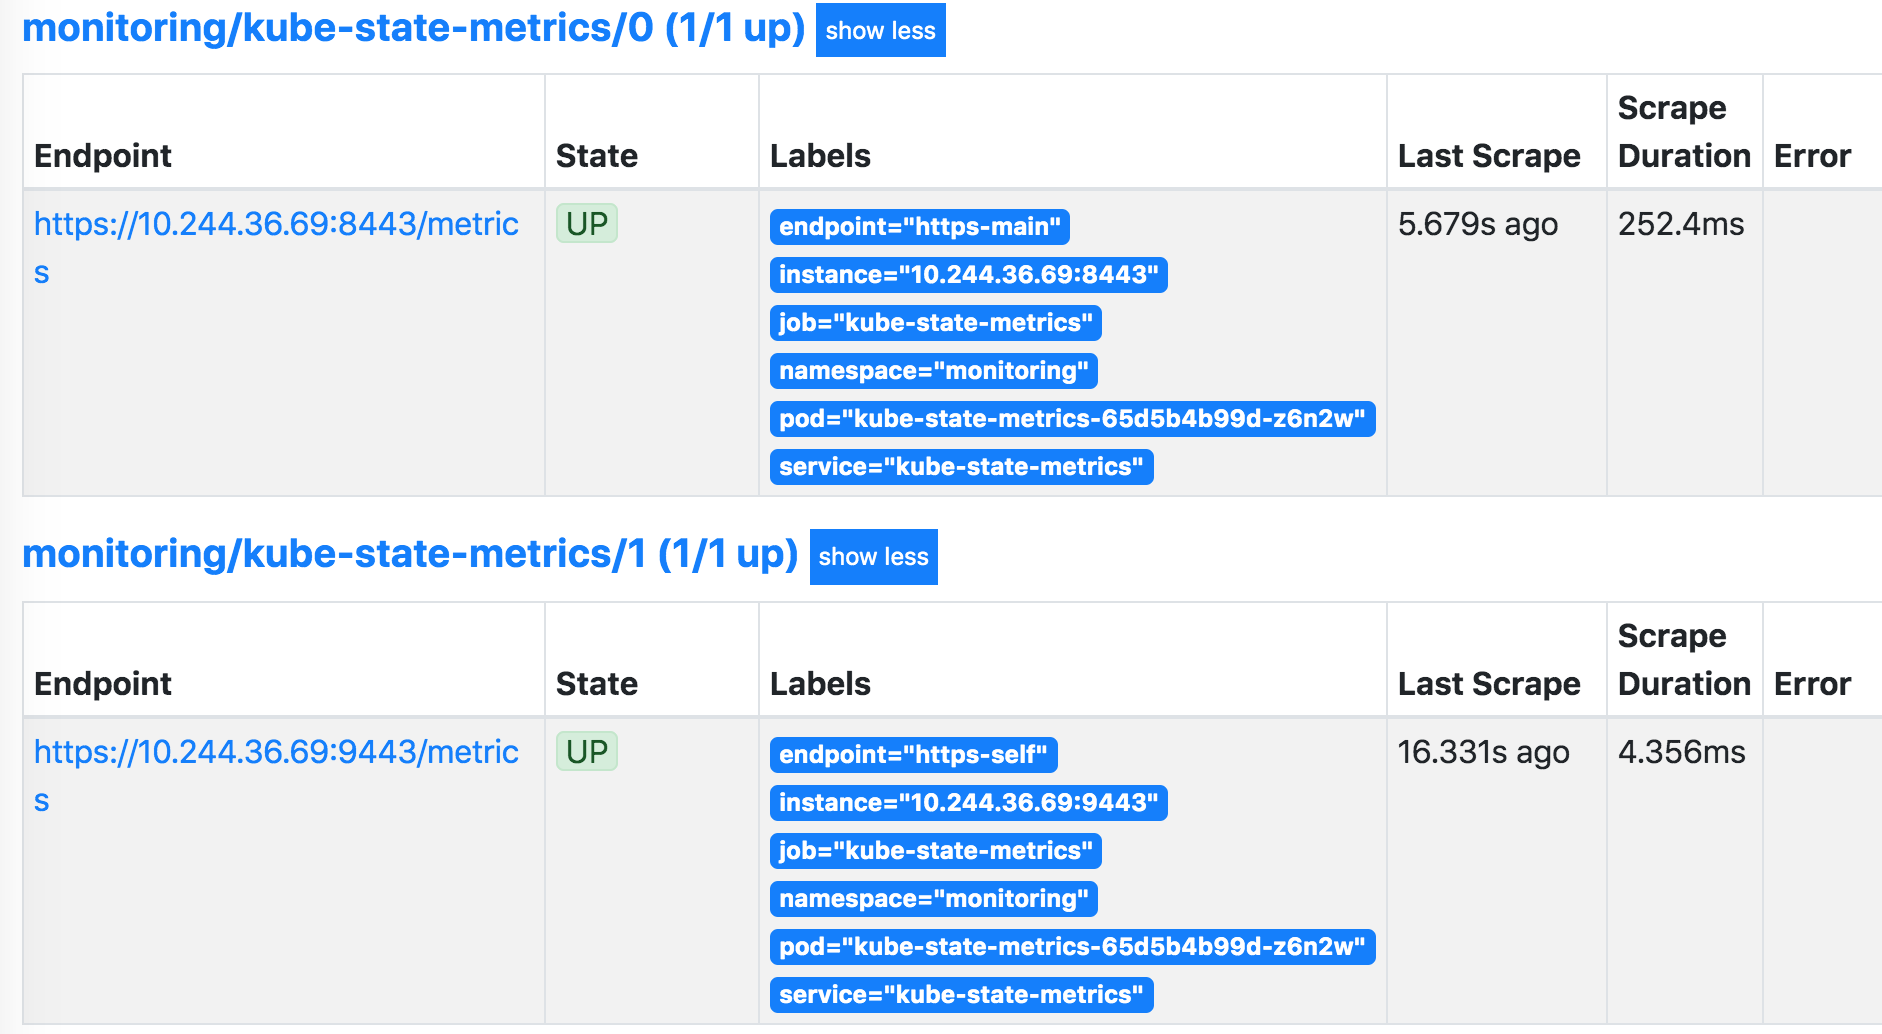 monitoring/kube-state-metrics/0 (1/1 up) show less
Endpoint State Labels Last Scrape Scrape Duration Error
https://10.244.36.69:8443/metric
s
UP
endpoint="https-main"
instance="10.244.36.69:8443"
job="kube-state-metrics"
namespace="monitoring"
pod="kube-state-metrics-65d5b4b99d-z6n2w"
service="kube-state-metrics"
5.679s ago
252.4ms
monitoring/kube-state-metrics/1 (1/1 up) show less
Endpoint State Labels Last Scrape Scrape Duration Error
https://10.244.36.69:9443/metric
s
UP
endpoint="https-self"
instance="10.244.36.69:9443"
job="kube-state-metrics"
namespace="monitoring"
pod="kube-state-metrics-65d5b4b99d-z6n2w"
service="kube-state-metrics"
16.331s ago
4.356ms